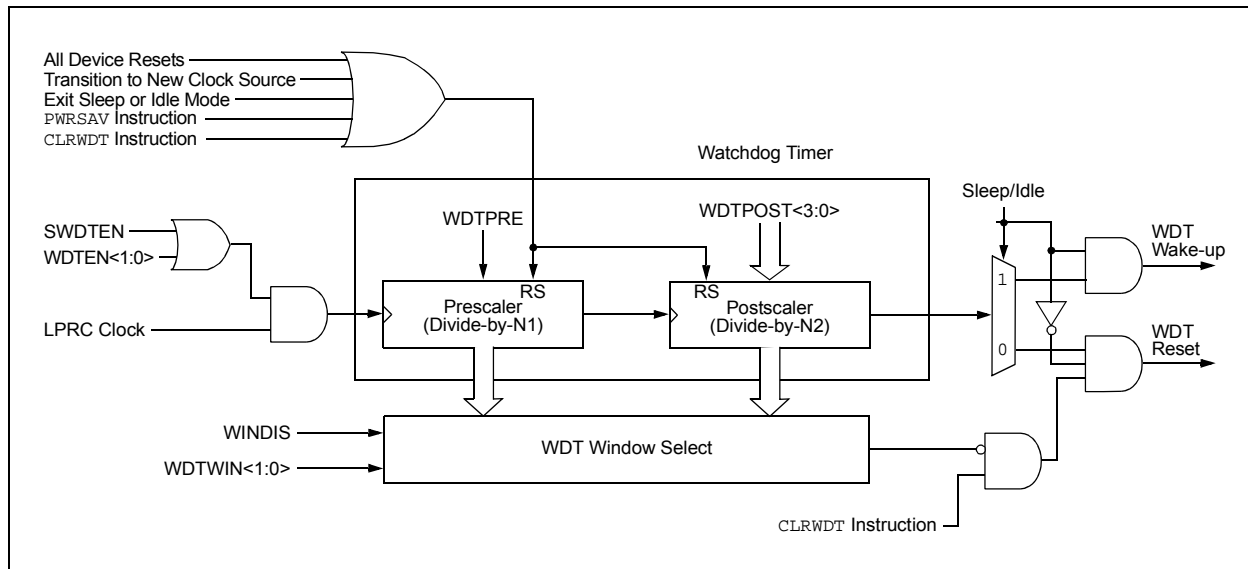 All Device Resets
Transition to New Clock Source
Exit Sleep or Idle Mode
PWRSAV Instruction
CLRWDT Instruction
Watchdog Timer
Sleep/Idle
WDTPRE
WDTPOST<3:0>
SWDTEN
WDTEN<1:0>
WDT
Wake-up
RS
RS
1
Prescaler
(Divide-by-N1)
Postscaler
(Divide-by-N2)
LPRC Clock
WDT
Reset
0
WINDIS
WDT Window Select
WDTWIN<1:0>
CLRWDT Instruction